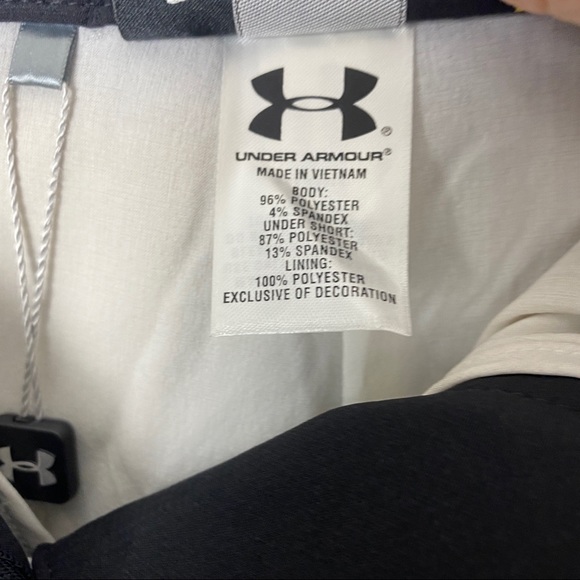 UNDER ARMOUR®
MADE IN VIETNAM
BODY:
96% POLYESTER
4% SPANDEX
UNDER SHORT:
87% POLYESTER
13% SPANDEX
LINING:
100% POLYESTER
EXCLUSIVE OF DECORATION